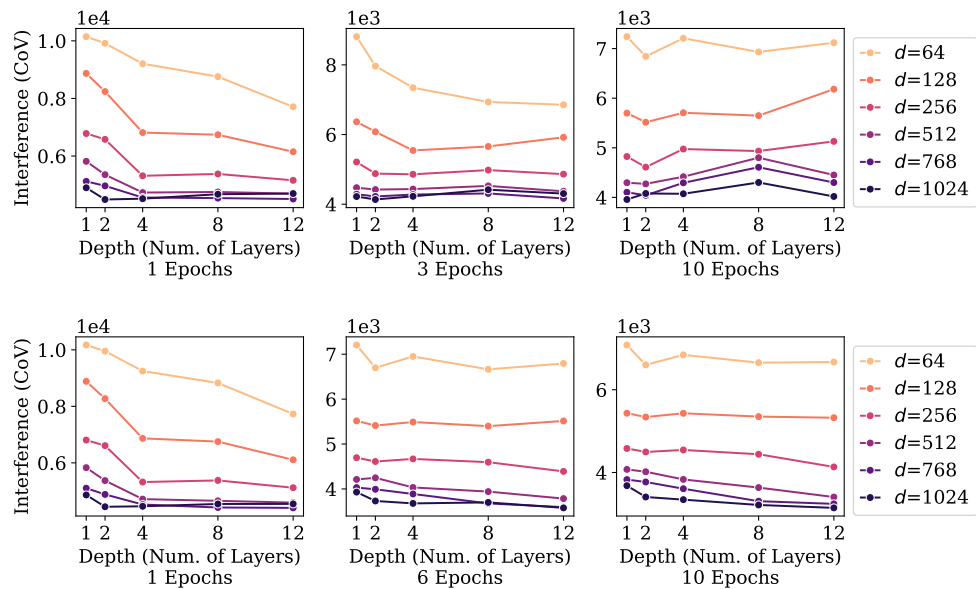 1e4
1e3
1e3
Interference (CoV)
1.0
0.8
0.6
8
6
4
7
6
5
4
d=64
d=128
d=256
d=512
d=768
d=1024
1 2 4 8 12
1 2 4 8 12
1 2 4 8 12
Depth (Num. of Layers)
Depth (Num. of Layers)
Depth (Num. of Layers)
1 Epochs
3 Epochs
10 Epochs
1e4
1e3
1e3
Interference (CoV)
1.0
0.8
0.6
7
6
5
4
6
4
d=64
d=128
d=256
d=512
d=768
d=1024
1 2 4 8 12
1 2 4 8 12
1 2 4 8 12
Depth (Num. of Layers)
Depth (Num. of Layers)
Depth (Num. of Layers)
1 Epochs
6 Epochs
10 Epochs